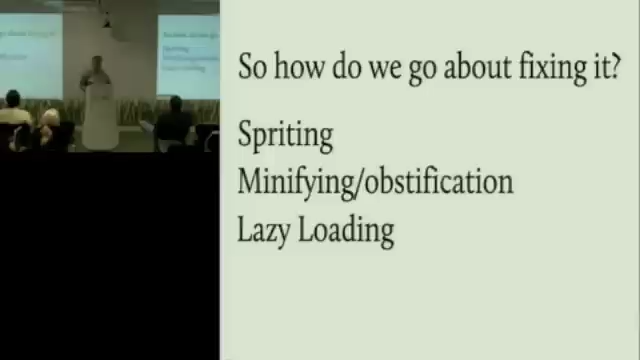 So how do we go about fixing it?
Spriting
Minifying/obstification
Lazy Loading